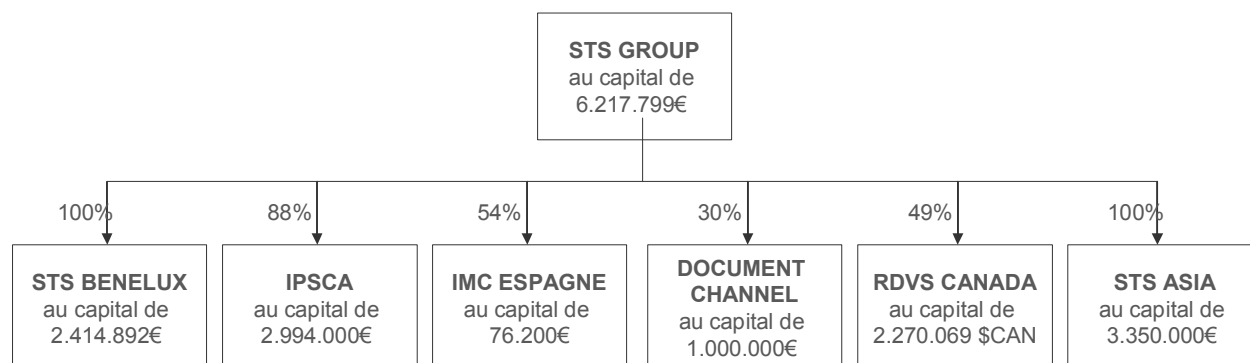 STS GROUP
au capital de
6.217.799€
100%
88%
54%
30%
49%
100%
STS BENELUX
au capital de
2.414.892€
IPSCA
au capital de
2.994.000€
IMC ESPAGNE
au capital de
76.200€
DOCUMENT
CHANNEL
au capital de
1.000.000€
RDVS CANADA
au capital de
2.270.069 $CAN
STS ASIA
au capital de
3.350.000€